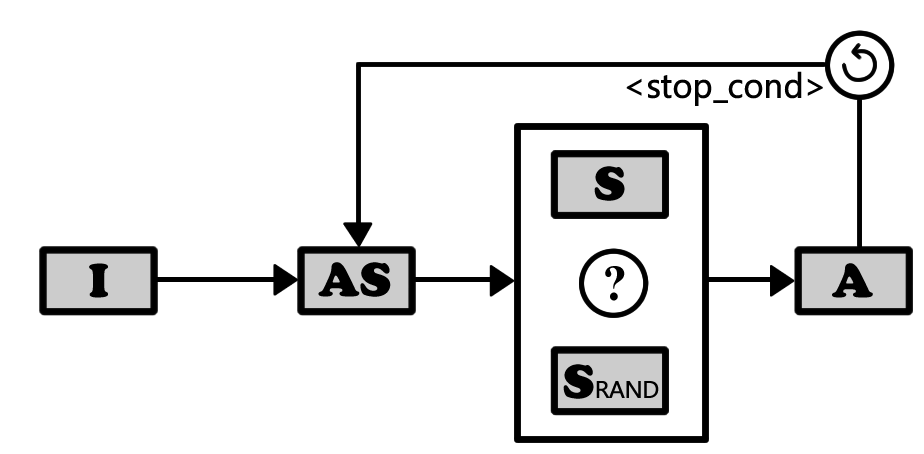 <stop_cond>
S
I
AS
?
A
SRAND